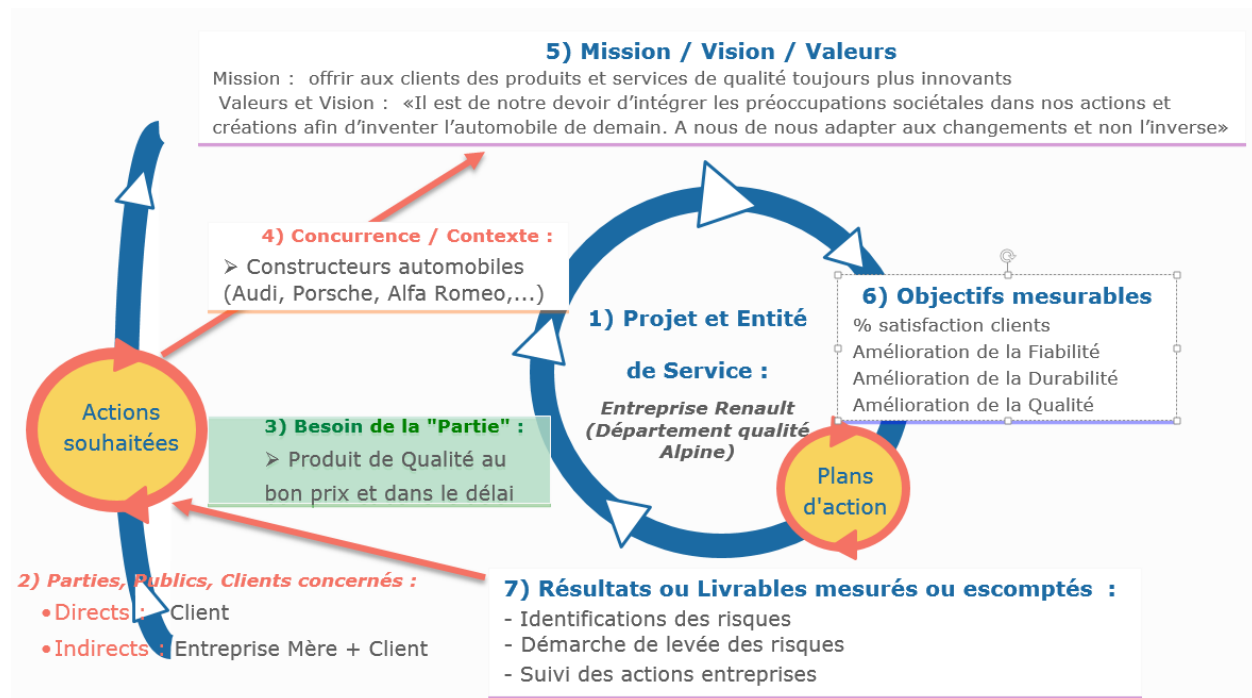 5) Mission / Vision / Valeurs
Mission : offrir aux clients des produits et services de qualité toujours plus innovants
Valeurs et Vision : «Il est de notre devoir d’intégrer les préoccupations sociétales dans nos actions et
créations afin d’inventer l’automobile de demain. A nous de nous adapter aux changements et non l’inverse»
4) Concurrence / Contexte :
➢ Constructeurs automobiles
(Audi, Porsche, Alfa Romeo,...)
1) Projet et Entité
de Service :
Entreprise Renault
(Département qualité
Alpine)
6) Objectifs mesurables
% satisfaction clients
Amélioration de la Fiabilité
Amélioration de la Durabilité
Amélioration de la Qualité
Actions
souhaitées
3) Besoin de la "Partie" :
➢ Produit de Qualité au
bon prix et dans le délai
Plans
d'action
2) Parties, Publics, Clients concernés :
•Directs : Client
•Indirects : Entreprise Mère + Client
7) Résultats ou Livrables mesurés ou escomptés :
- Identifications des risques
- Démarche de levée des risques
- Suivi des actions entreprises